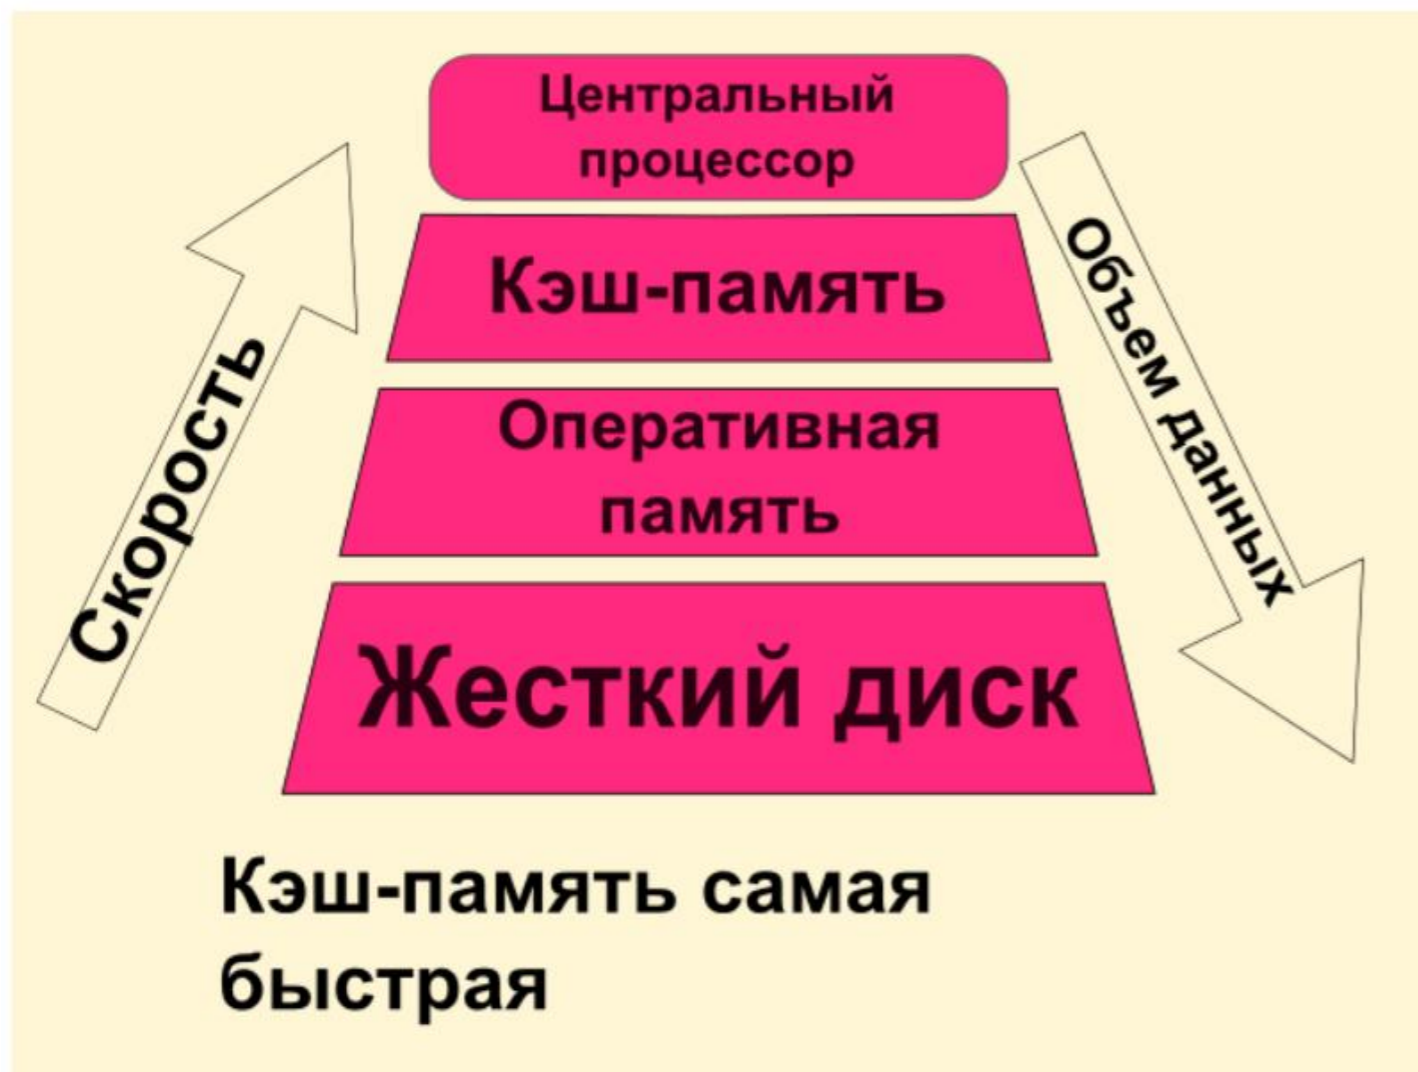 Центральный
процессор
Кэш-память
Оперативная
память
Жесткий диск
Скорость
Объем данных
Кэш-память самая
быстрая